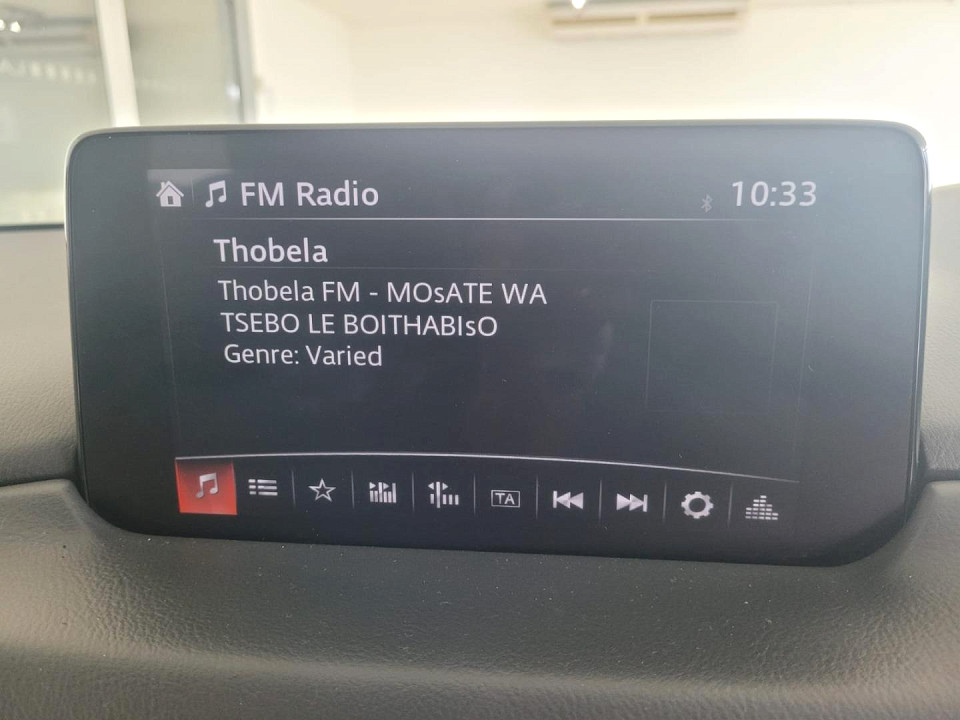 FM Radio
10:33
Thobela
Thobela FM - MOsATE WA
TSEBO LE BOITHABIsO
Genre: Varied
TA